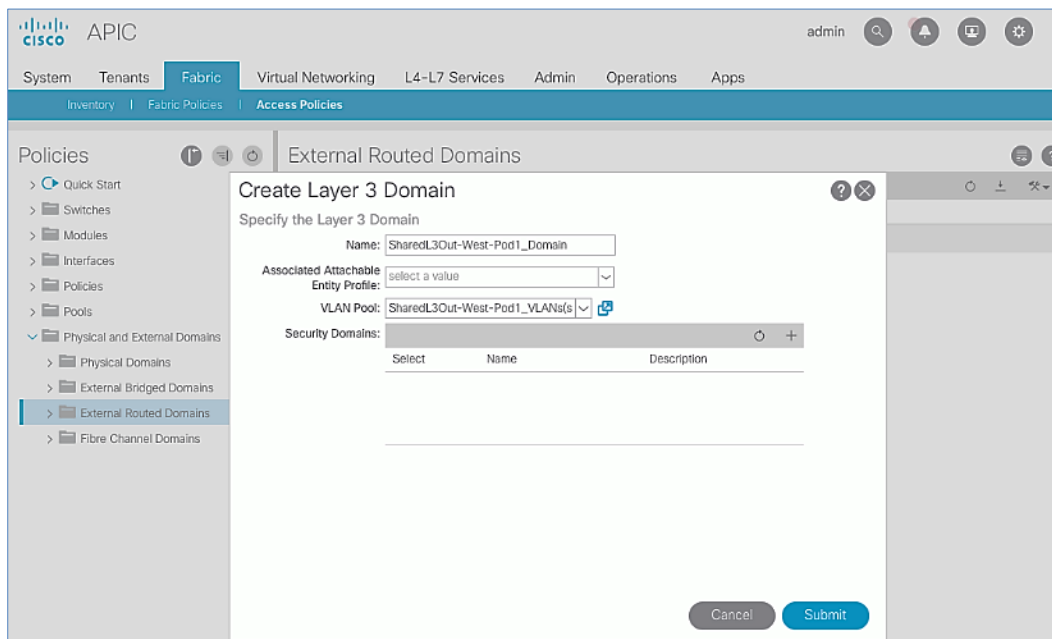 CISCO
APIC
admin
System Tenants Fabric Virtual Networking L4-L7 Services Admin Operations Apps
Inventory | Fabric Policies | Access Policies
Policies
External Routed Domains
Quick Start
Switches
Modules
Interfaces
Policies
Pools
Physical and External Domains
Physical Domains
External Bridged Domains
External Routed Domains
Fibre Channel Domains
Create Layer 3 Domain
Specify the Layer 3 Domain
Name: SharedL3Out-West-Pod1_Domain
Associated Attachable
Entity Profile: select a value
VLAN Pool: SharedL3Out-West-Pod1_VLANs(s
Security Domains:
Select Name Description
Cancel Submit